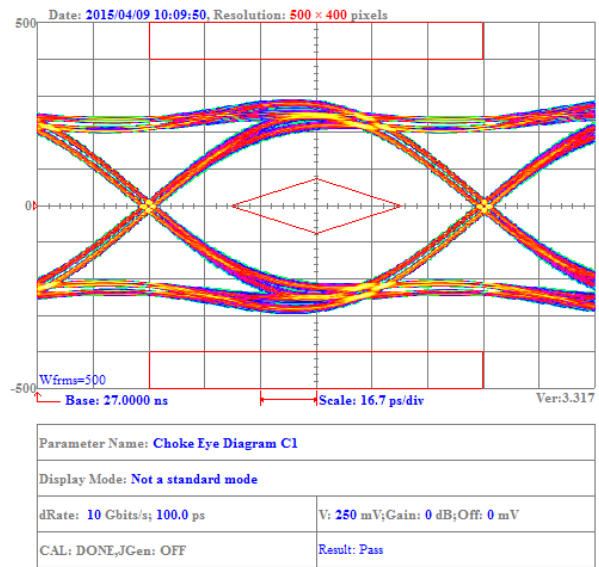 Date: 2015/04/09 10:09:50, Resolution: 500 × 400 pixels
500
0
-500
Wfrms=500
Base: 27.0000 ns
Scale: 16.7 ps/div
Ver:3.317
Parameter Name: Choke Eye Diagram C1
Display Mode: Not a standard mode
dRate: 10 Gbits/s; 100.0 ps
V: 250 mV;Gain: 0 dB;Off: 0 mV
CAL: DONE,JGen: OFF
Result: Pass